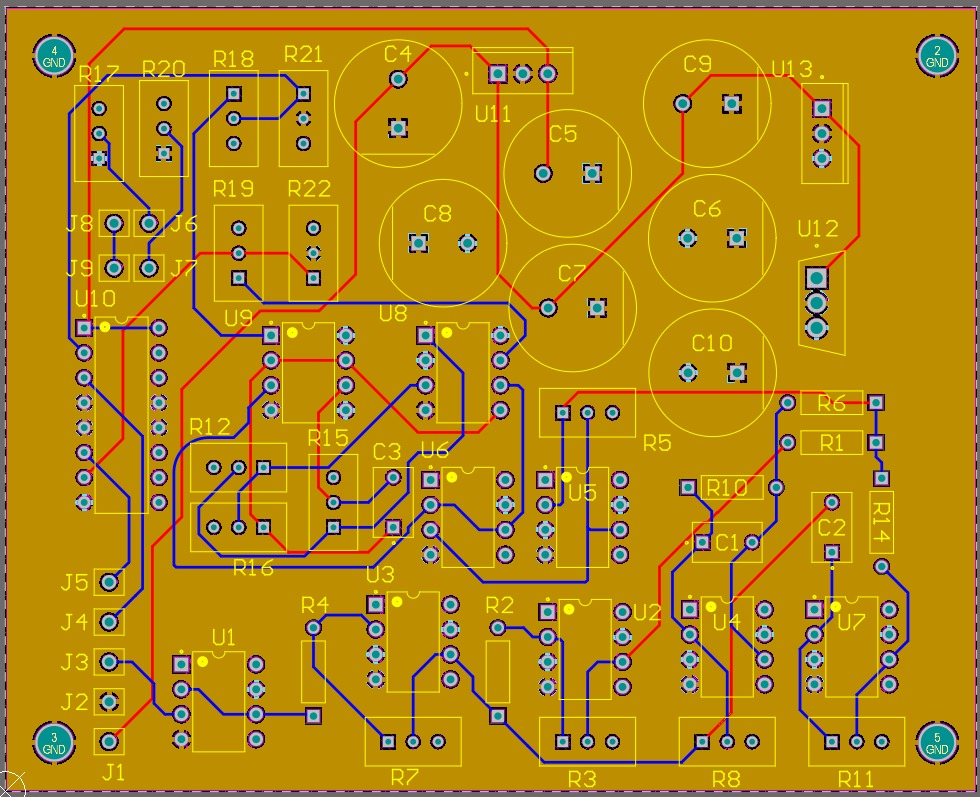 4
GND
2
GND
R17
R20
R18
R21
C4
U11
C9
U13
C5
R19
R22
J8
J6
C8
C6
U12
J9
J7
C7
U10
U9
U8
C10
R6
R12
R15
C3
U6
R5
R1
U5
R10
R14
C1
C2
R16
J5
U3
J4
R4
R2
U2
U4
U7
U1
J3
J2
3
GND
5
GND
J1
R7
R3
R8
R11